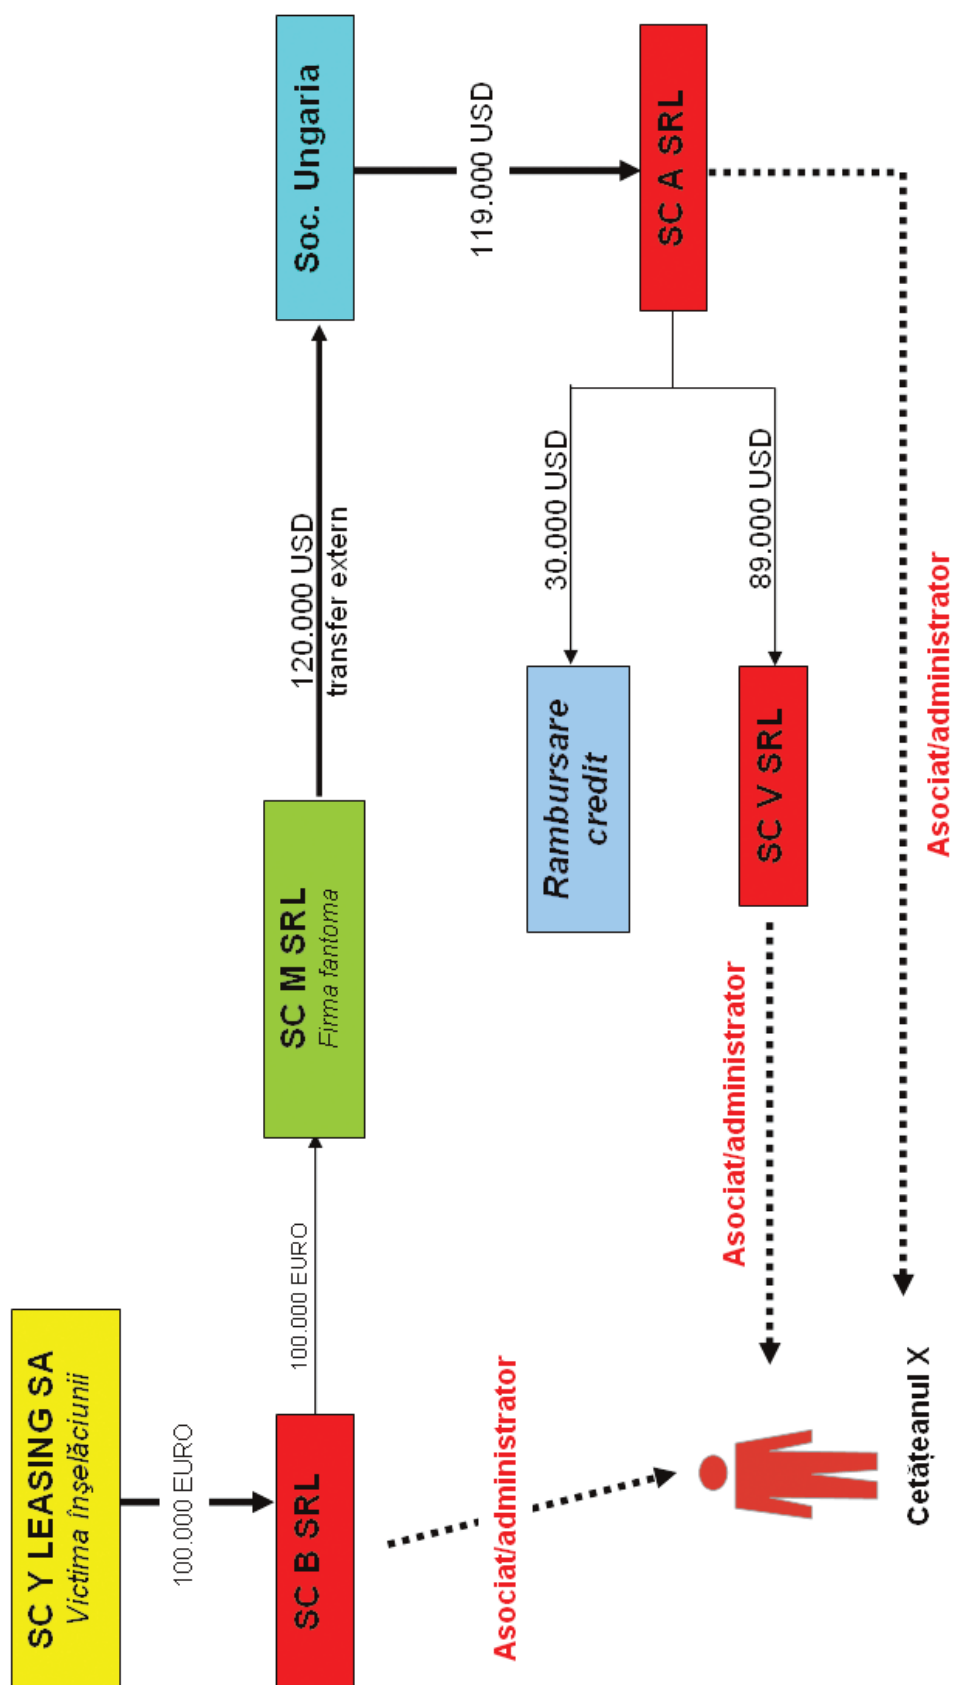 SC Y LEASING SA
Victima înşelăciunii
100.000 EURO
SC B SRL
100.000 EURO
SC M SRL
Firma fantoma
120.000 USD
transfer extern
Soc. Ungaria
119.000 USD
SC A SRL
30.000 USD
89.000 USD
Rambursare
credit
SC V SRL
Asociat/administrator
Asociat/administrator
Asociat/administrator
Cetăţeanul X